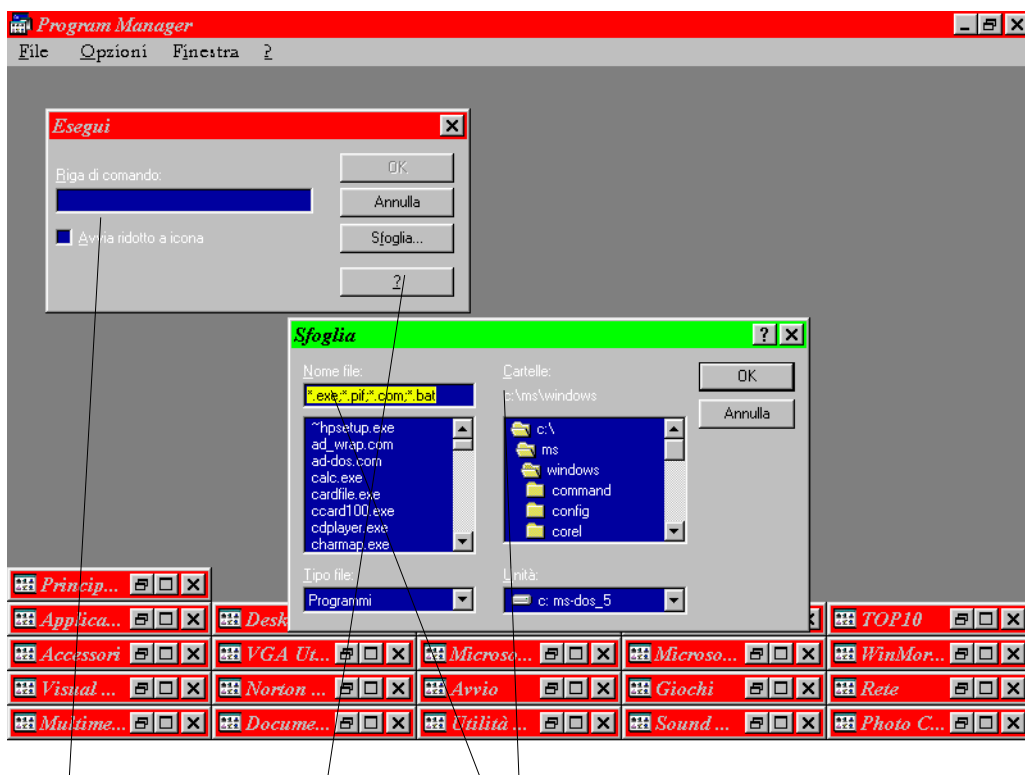 Program Manager
File Opzioni Finestra ?
Esegui
Riga di comando:
OK
Annulla
Avvia ridotto a icona
Sfoglia...
?
Sfoglia
?
Nome file:
*.exe;*.pif;*.com;*.bat
~hpsetup.exe
ad_wrap.com
ad-dos.com
calc.exe
cardfile.exe
ccard100.exe
cdplayer.exe
charmap.exe
Tipo file:
Programmi
Cartelle:
c:\ms\windows
c:\
ms
windows
command
config
corel
Unità:
c: ms-dos_5
OK
Annulla
Princip...
Applica... Desk TOP10
Accessori VGA Ut... Microso... Microso... WinMor...
Visual ... Norton ... Avvio Giochi Rete
Multime... Docume... Utilità ... Sound ... Photo C...